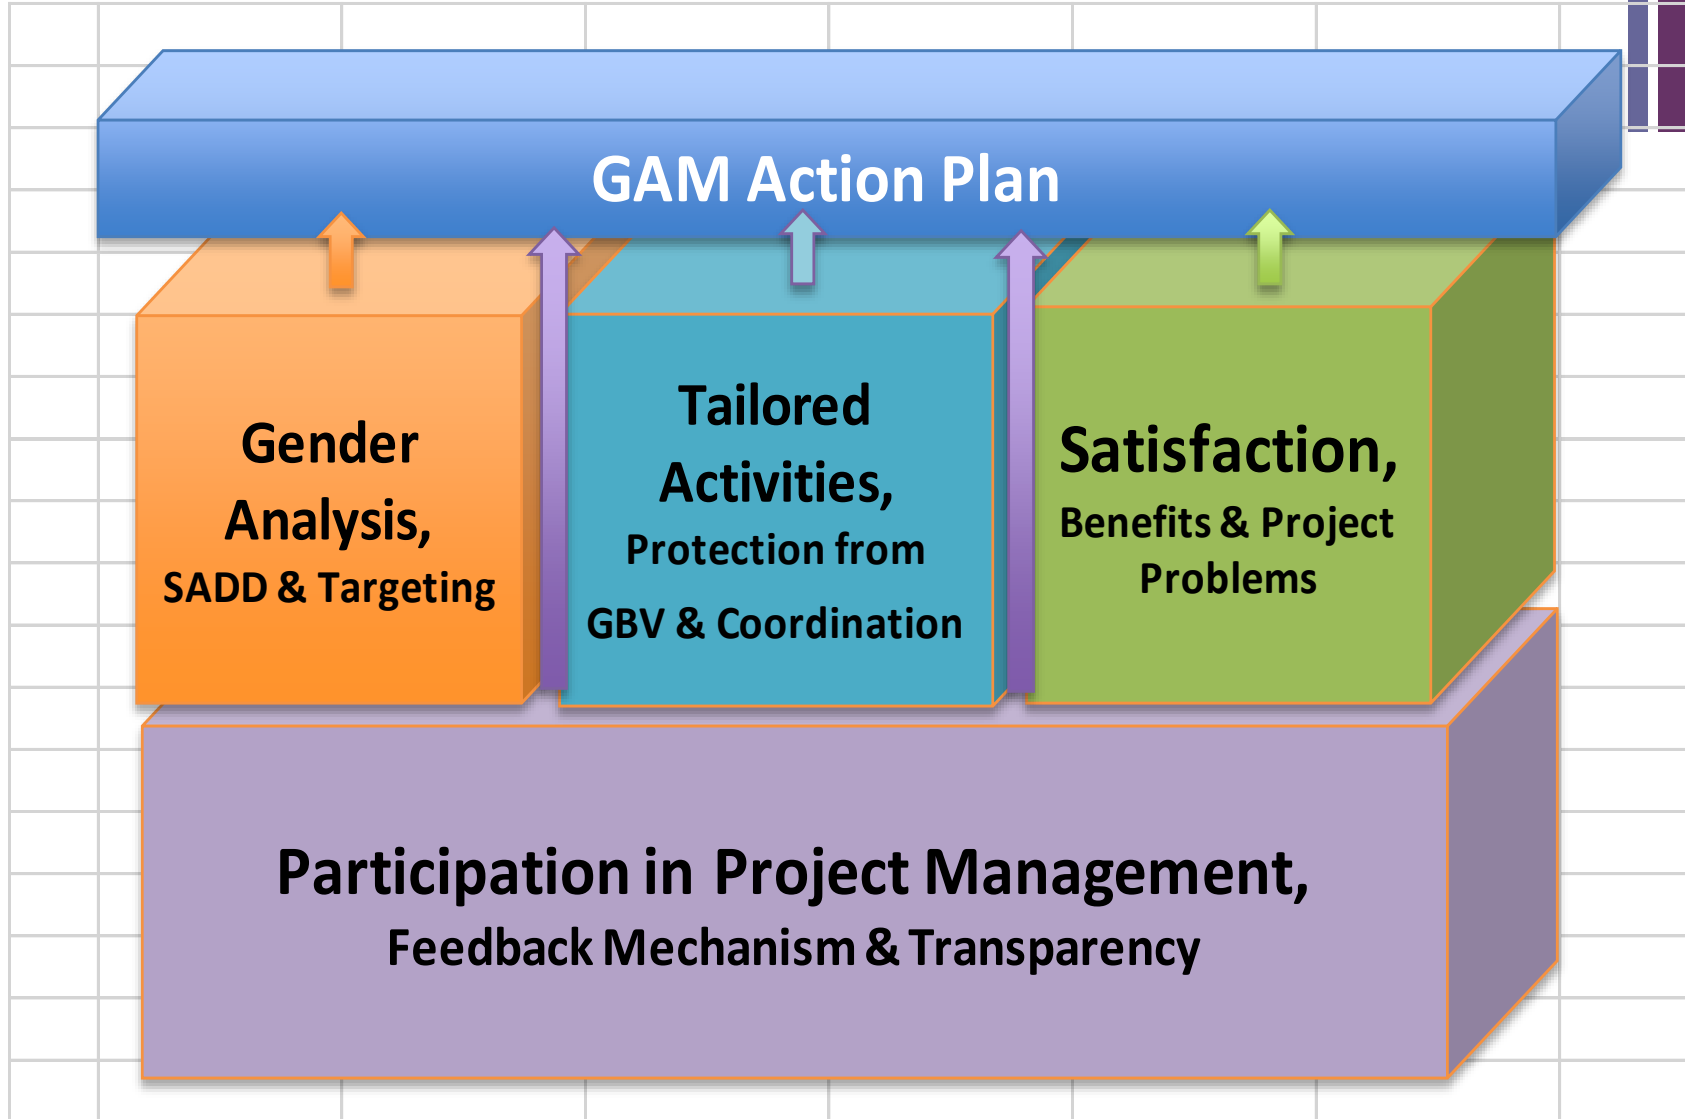 GAM Action Plan
Gender
Analysis,
SADD & Targeting
Tailored
Activities,
Protection from
GBV & Coordination
Satisfaction,
Benefits & Project
Problems
Participation in Project Management,
Feedback Mechanism & Transparency